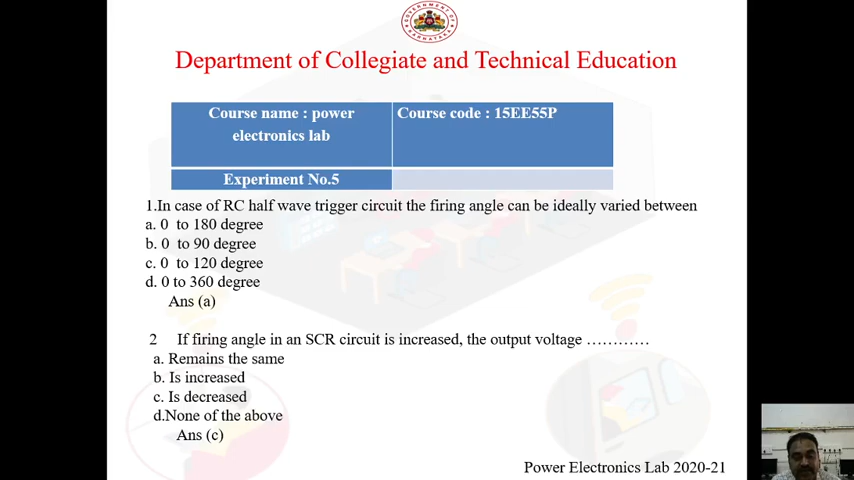 GOVERNMENT OF
KARNATAKA
Department of Collegiate and Technical Education
Course name : power
electronics lab
Course code : 15EE55P
Experiment No.5
1.In case of RC half wave trigger circuit the firing angle can be ideally varied between
a. 0 to 180 degree
b. 0 to 90 degree
c. 0 to 120 degree
d. 0 to 360 degree
Ans (a)
2 If firing angle in an SCR circuit is increased, the output voltage …………
a. Remains the same
b. Is increased
c. Is decreased
d.None of the above
Ans (c)
Power Electronics Lab 2020-21